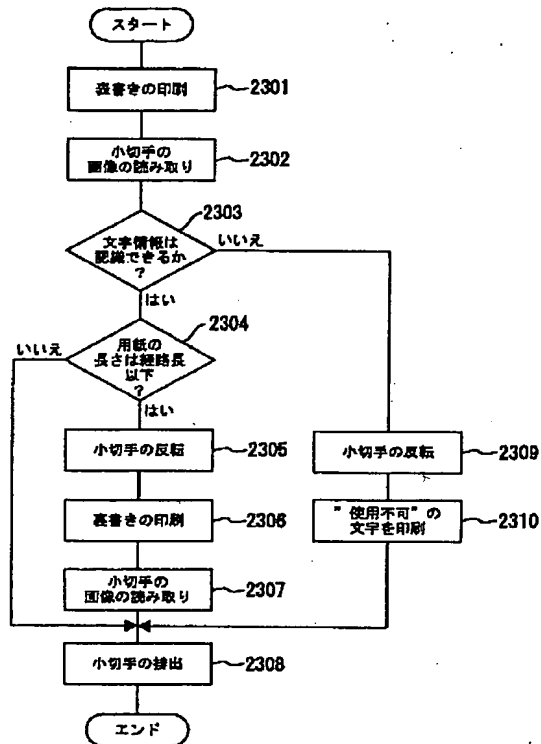 スタート
表書きの印刷
2301
小切手の
画像の読み取り
2302
2303
文字情報は
認識できるか
?
いいえ
はい
2304
いいえ
用紙の
長さは経路長
以下
?
はい
小切手の反転
2305
小切手の反転
2309
裏書きの印刷
2306
”使用不可”の
文字を印刷
2310
小切手の
画像の読み取り
2307
小切手の排出
2308
エンド